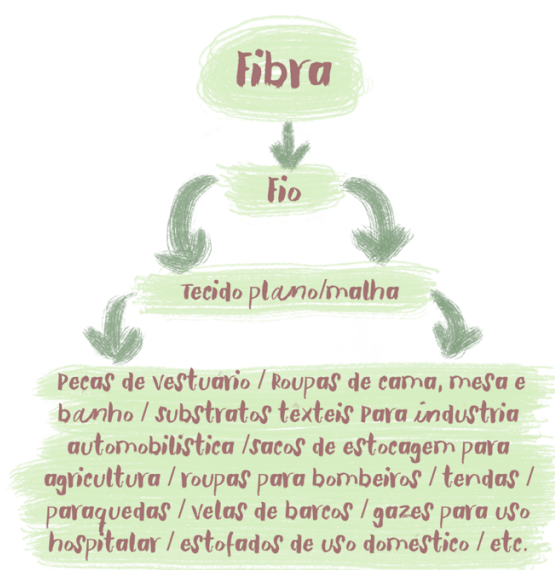 Fibra
Fio
Tecido plano/malha
Pecas de vestuario / Roupas de cama, mesa e
banho / substratos texteis para industria
automobilistica /sacos de estocagem para
agricultura / roupas para bombeiros / tendas /
paraquedas / velas de barcos / gazes para uso
hospitalar / estofados de uso domestico / etc.